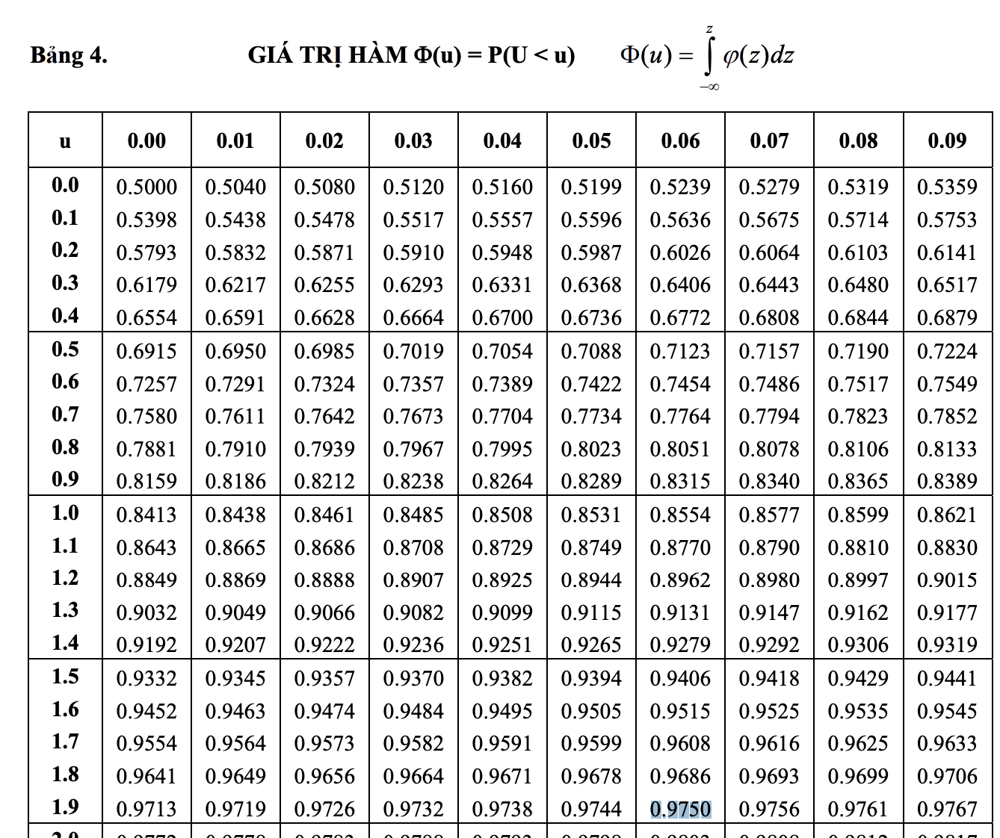 Bảng 4. GIÁ TRỊ HÀM Φ(u) = P(U < u) Φ(u) = ∫ φ(z)dz
z
−∞
u 0.00 0.01 0.02 0.03 0.04 0.05 0.06 0.07 0.08 0.09
0.0 0.5000 0.5040 0.5080 0.5120 0.5160 0.5199 0.5239 0.5279 0.5319 0.5359
0.1 0.5398 0.5438 0.5478 0.5517 0.5557 0.5596 0.5636 0.5675 0.5714 0.5753
0.2 0.5793 0.5832 0.5871 0.5910 0.5948 0.5987 0.6026 0.6064 0.6103 0.6141
0.3 0.6179 0.6217 0.6255 0.6293 0.6331 0.6368 0.6406 0.6443 0.6480 0.6517
0.4 0.6554 0.6591 0.6628 0.6664 0.6700 0.6736 0.6772 0.6808 0.6844 0.6879
0.5 0.6915 0.6950 0.6985 0.7019 0.7054 0.7088 0.7123 0.7157 0.7190 0.7224
0.6 0.7257 0.7291 0.7324 0.7357 0.7389 0.7422 0.7454 0.7486 0.7517 0.7549
0.7 0.7580 0.7611 0.7642 0.7673 0.7704 0.7734 0.7764 0.7794 0.7823 0.7852
0.8 0.7881 0.7910 0.7939 0.7967 0.7995 0.8023 0.8051 0.8078 0.8106 0.8133
0.9 0.8159 0.8186 0.8212 0.8238 0.8264 0.8289 0.8315 0.8340 0.8365 0.8389
1.0 0.8413 0.8438 0.8461 0.8485 0.8508 0.8531 0.8554 0.8577 0.8599 0.8621
1.1 0.8643 0.8665 0.8686 0.8708 0.8729 0.8749 0.8770 0.8790 0.8810 0.8830
1.2 0.8849 0.8869 0.8888 0.8907 0.8925 0.8944 0.8962 0.8980 0.8997 0.9015
1.3 0.9032 0.9049 0.9066 0.9082 0.9099 0.9115 0.9131 0.9147 0.9162 0.9177
1.4 0.9192 0.9207 0.9222 0.9236 0.9251 0.9265 0.9279 0.9292 0.9306 0.9319
1.5 0.9332 0.9345 0.9357 0.9370 0.9382 0.9394 0.9406 0.9418 0.9429 0.9441
1.6 0.9452 0.9463 0.9474 0.9484 0.9495 0.9505 0.9515 0.9525 0.9535 0.9545
1.7 0.9554 0.9564 0.9573 0.9582 0.9591 0.9599 0.9608 0.9616 0.9625 0.9633
1.8 0.9641 0.9649 0.9656 0.9664 0.9671 0.9678 0.9686 0.9693 0.9699 0.9706
1.9 0.9713 0.9719 0.9726 0.9732 0.9738 0.9744 0.9750 0.9756 0.9761 0.9767